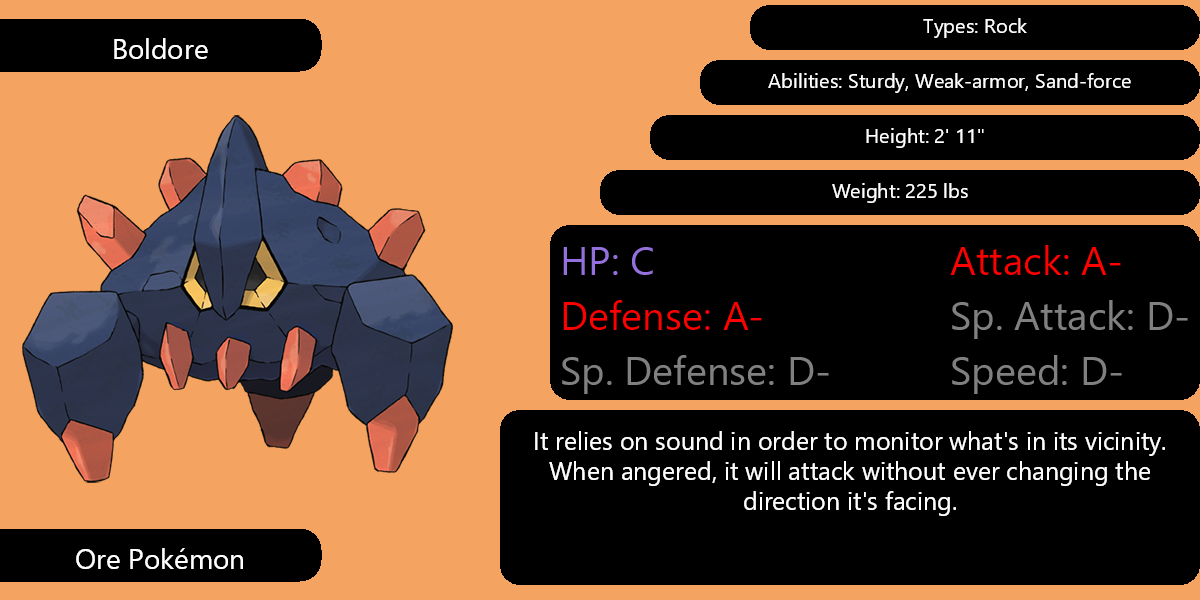 Boldore
Types: Rock
Abilities: Sturdy, Weak-armor, Sand-force
Height: 2' 11"
Weight: 225 lbs
HP: C
Attack: A-
Defense: A-
Sp. Attack: D-
Sp. Defense: D-
Speed: D-
It relies on sound in order to monitor what's in its vicinity.
When angered, it will attack without ever changing the
direction it's facing.
Ore Pokémon